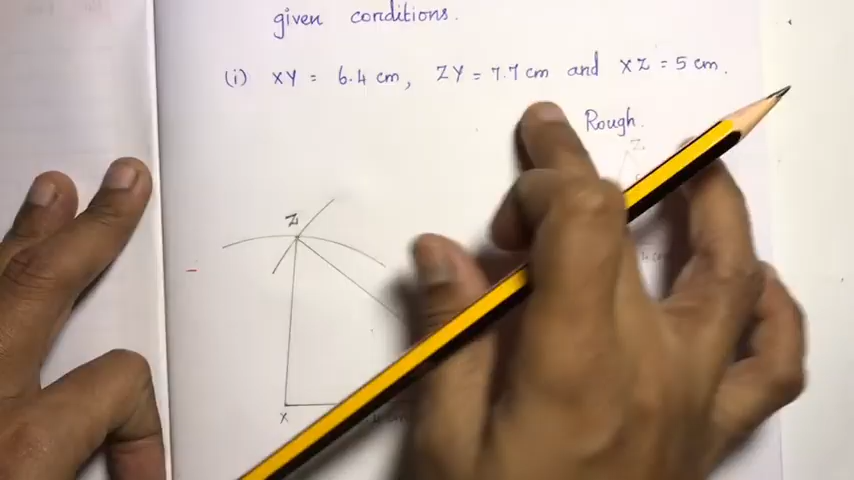 given conditions.
(i) XY = 6.4 cm, ZY = 7.7 cm and XZ = 5 cm.
Rough.
Z
Z
X